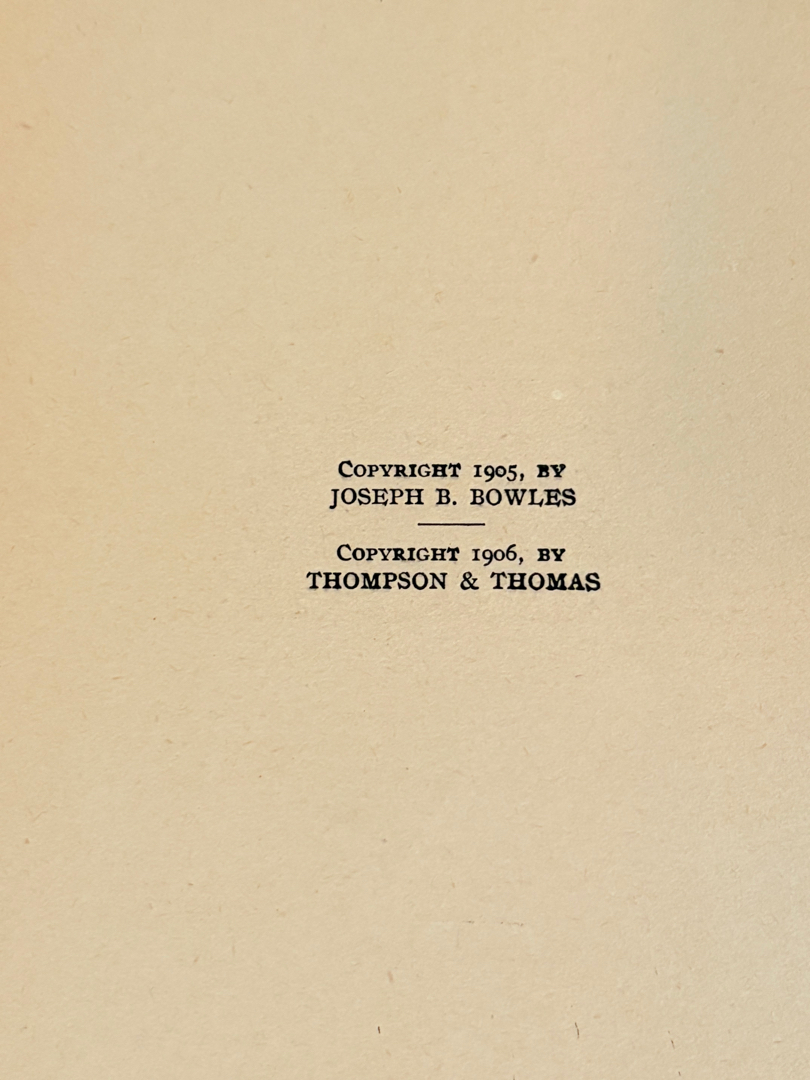 Copyright 1905, by
JOSEPH B. BOWLES
Copyright 1906, by
THOMPSON & THOMAS